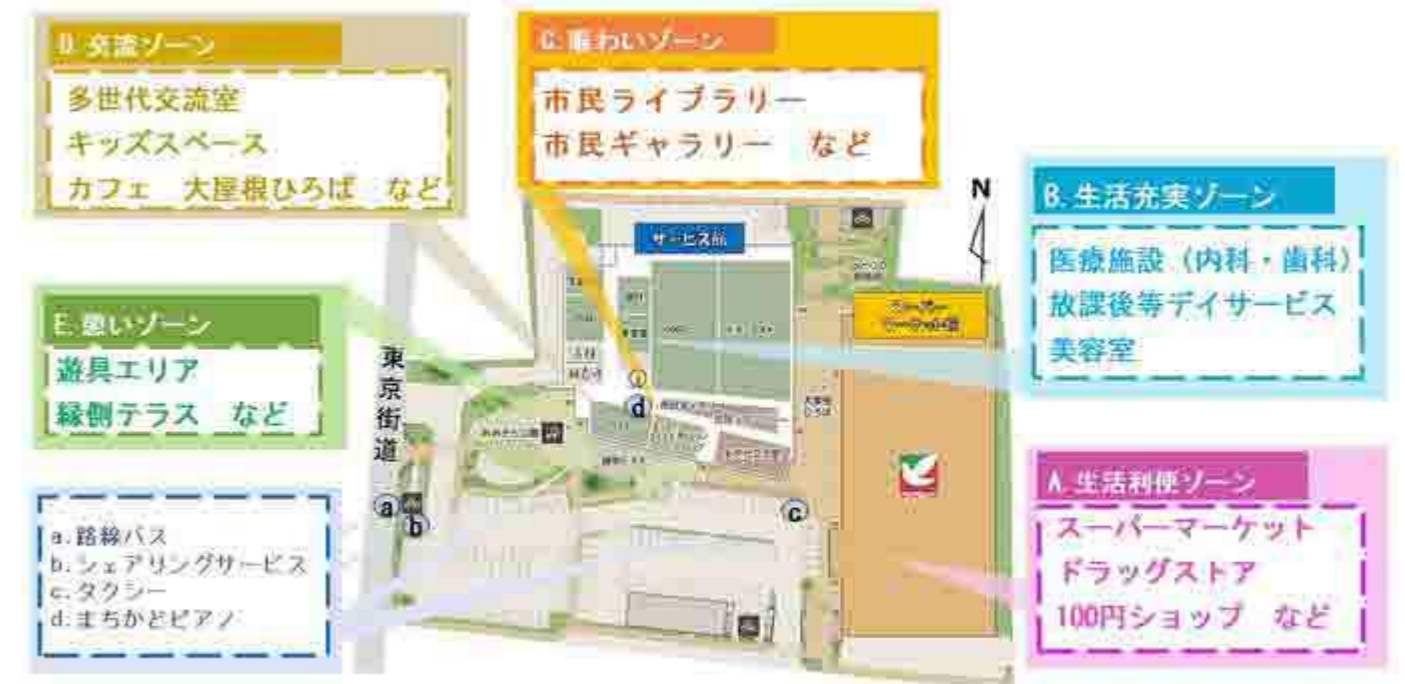 D.交流ゾーン
多世代交流室
キッズスペース
カフェ 大屋根ひろば など
C.賑わいゾーン
市民ライブラリー
市民ギャラリー など
B.生活充実ゾーン
医療施設(内科・歯科)
放課後等デイサービス
美容室
E.憩いゾーン
遊具エリア
縁側テラス など
A.生活利便ゾーン
スーパーマーケット
ドラッグストア
100円ショップ など
a.路線バス
b.シェアリングサービス
c.タクシー
d.まちかどピアノ
N
サービス館
東京街道
i
d
a
b
c